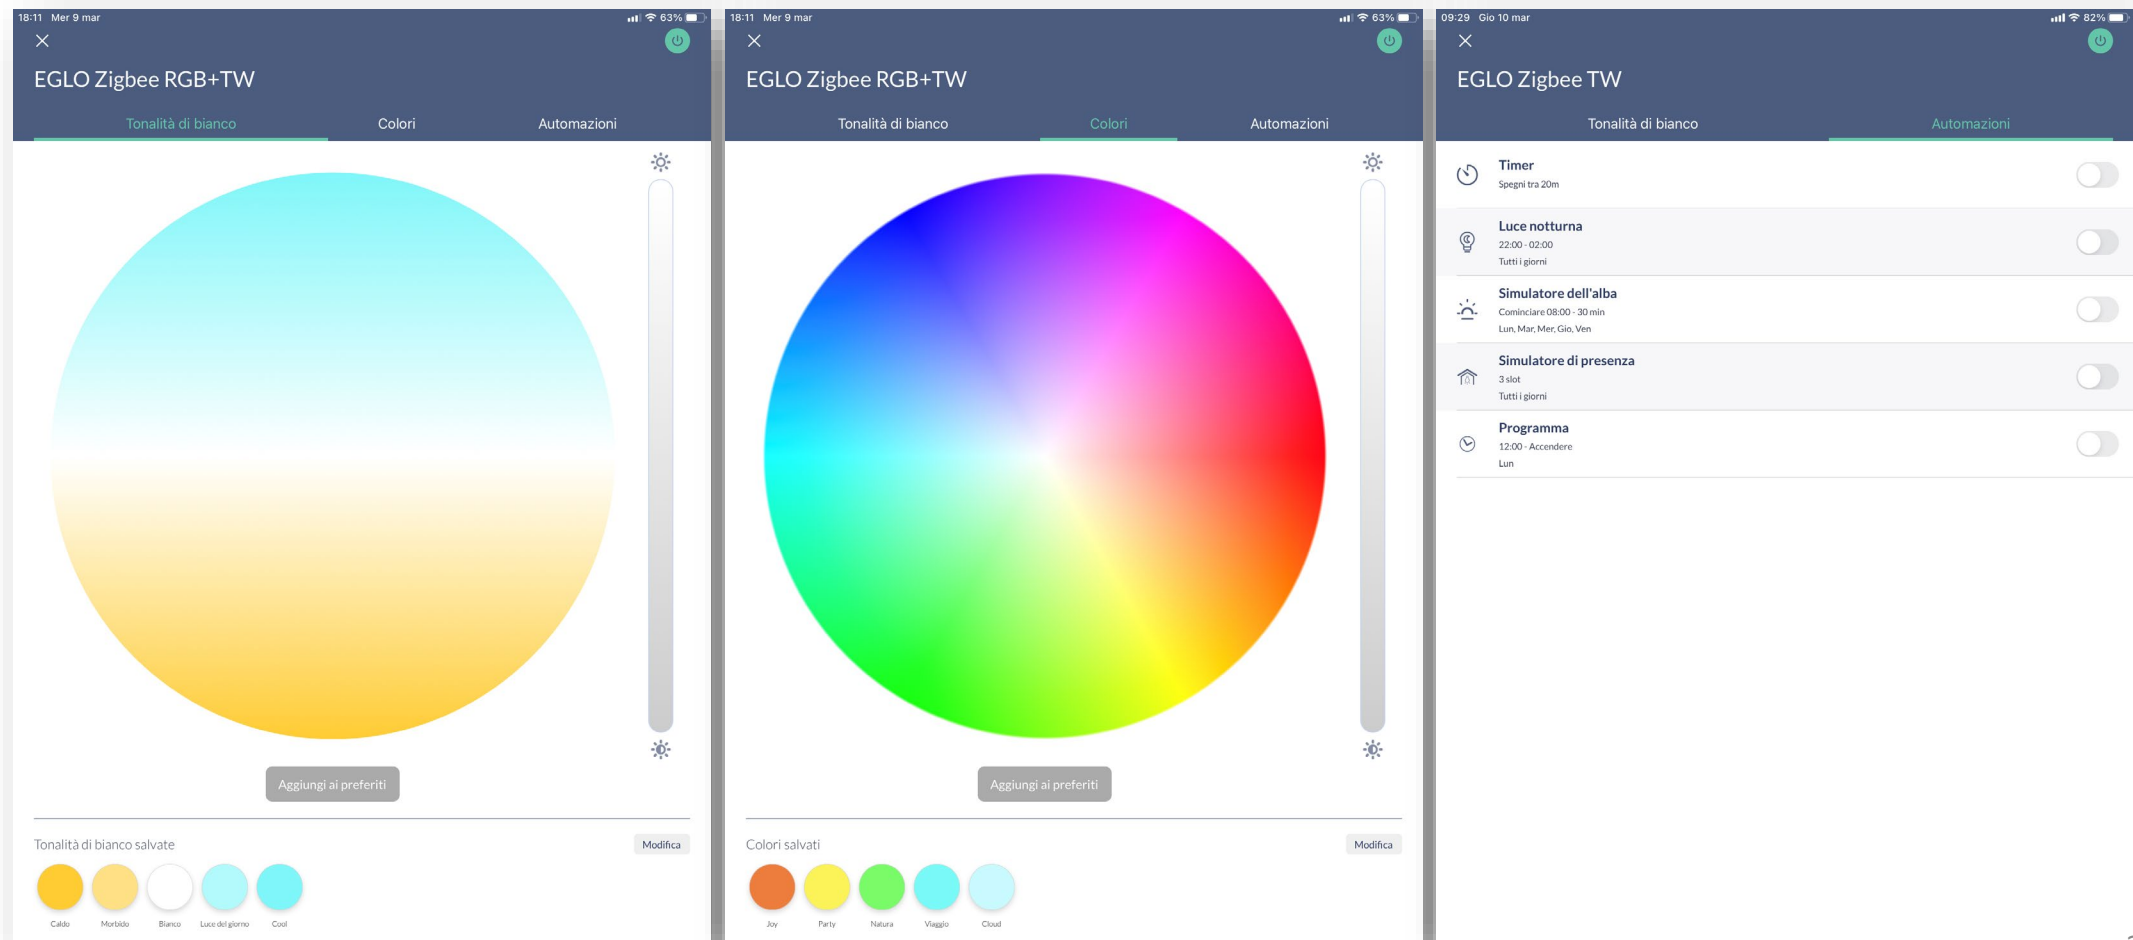 18:11 Mer 9 mar
63%
EGLO Zigbee RGB+TW
Tonalità di bianco
Colori
Automazioni
Aggiungi ai preferiti
Tonalità di bianco salvate
Modifica
Caldo
Morbido
Bianco
Luce del giorno
Cool
18:11 Mer 9 mar
63%
EGLO Zigbee RGB+TW
Tonalità di bianco
Colori
Automazioni
Aggiungi ai preferiti
Colori salvati
Modifica
Joy
Party
Natura
Viaggio
Cloud
09:29 Gio 10 mar
82%
EGLO Zigbee TW
Tonalità di bianco
Automazioni
Timer
Spegni tra 20m
Luce notturna
22:00 - 02:00
Tutti i giorni
Simulatore dell'alba
Cominciare 08:00 - 30 min
Lun, Mar, Mer, Gio, Ven
Simulatore di presenza
3 slot
Tutti i giorni
Programma
12:00 - Accendere
Lun